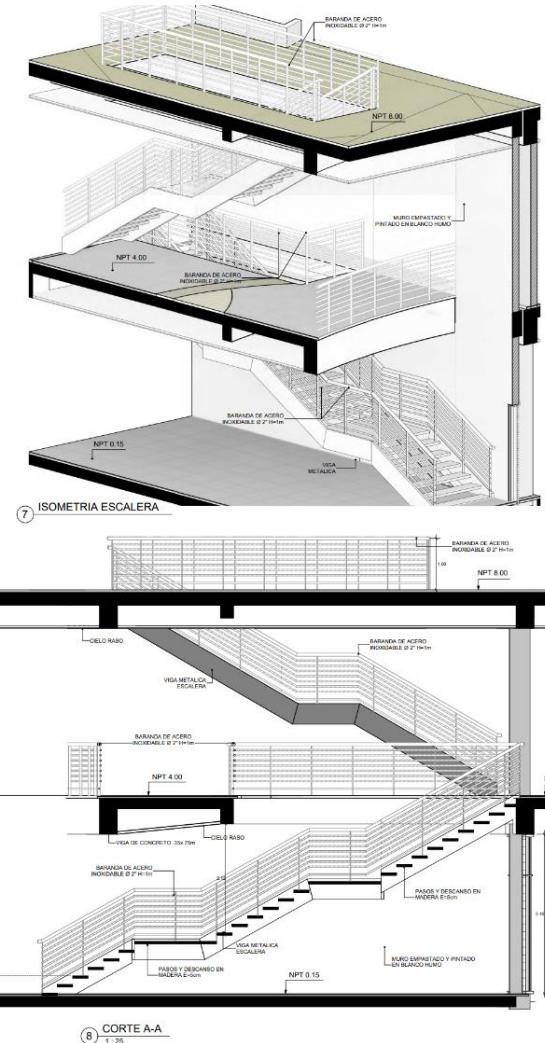 BARANDA DE ACERO
INOXIDABLE Ø 2" H=1m
NPT 8.00
MURO EMPASTADO Y
PINTADO EN BLANCO HUMO
NPT 4.00
BARANDA DE ACERO
INOXIDABLE Ø 2" H=1m
BARANDA DE ACERO
INOXIDABLE Ø 2" H=1m
NPT 0.15
VIGA
METALICA
7 ISOMETRIA ESCALERA
BARANDA DE ACERO
INOXIDABLE Ø 2" H=1m
1.00
NPT 8.00
CIELO RASO
BARANDA DE ACERO
INOXIDABLE Ø 2" H=1m
VIGA METALICA
ESCALERA
BARANDA DE ACERO
INOXIDABLE Ø 2" H=1m
NPT 4.00
CIELO RASO
VIGA DE CONCRETO
BARANDA DE ACERO
INOXIDABLE Ø 2" H=1m
PASOS Y DESCANSO EN
MADERA E=5cm
VIGA METALICA
ESCALERA
MURO EMPASTADO Y PINTADO
EN BLANCO HUMO
PASOS Y DESCANSO EN
MADERA E=5cm
NPT 0.15
8 CORTE A-A
1 : 25